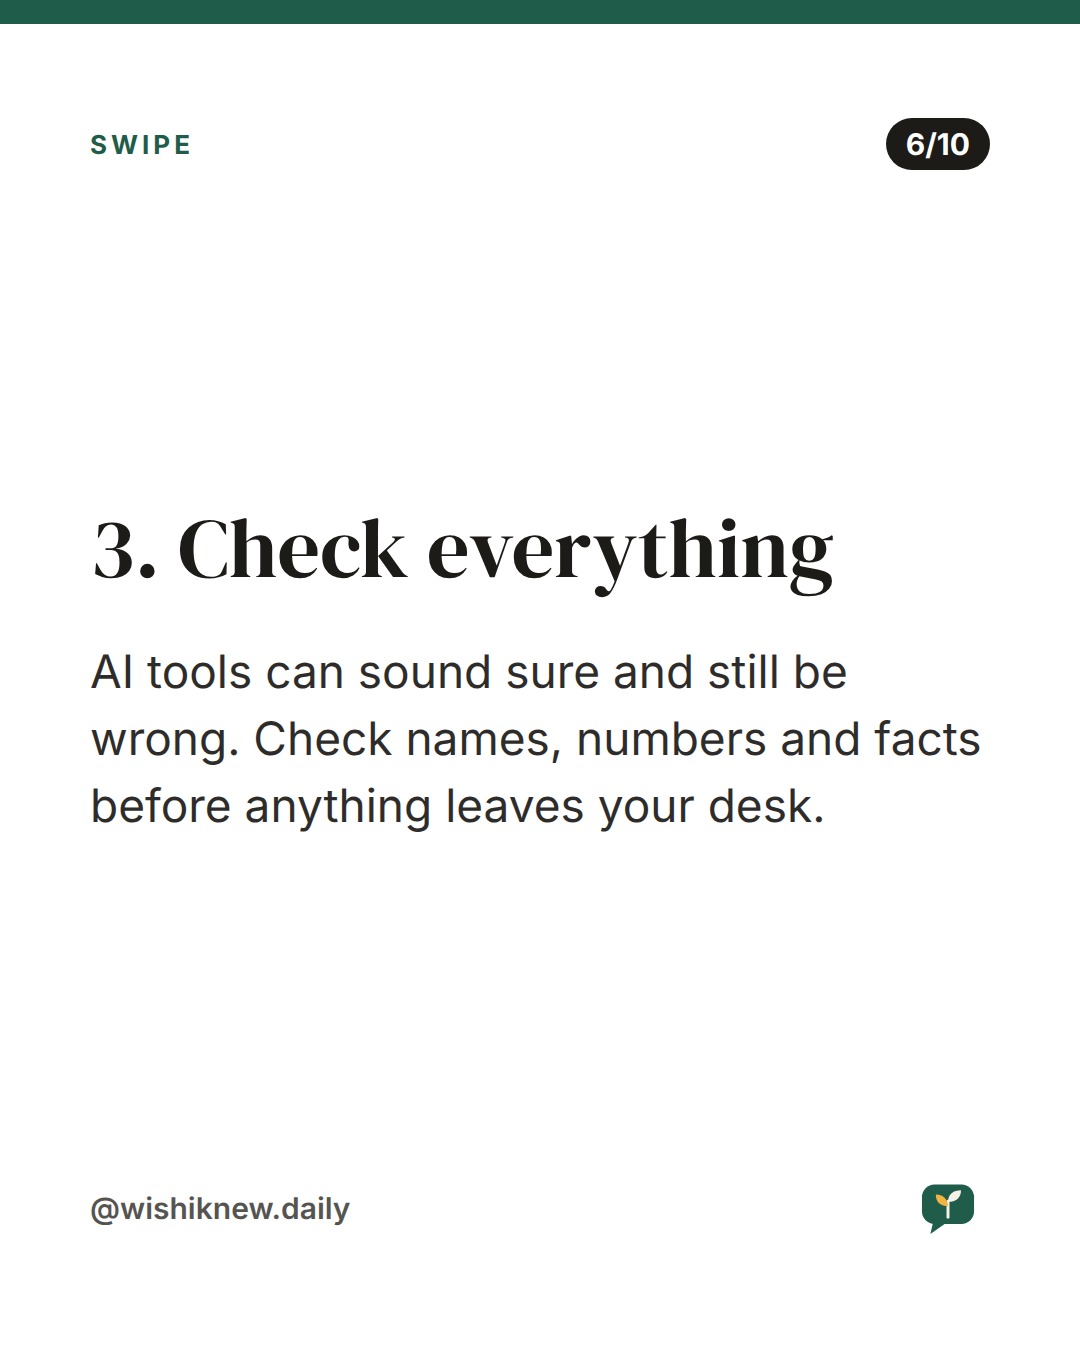 SWIPE
6/10
3. Check everything
AI tools can sound sure and still be
wrong. Check names, numbers and facts
before anything leaves your desk.
@wishiknew.daily